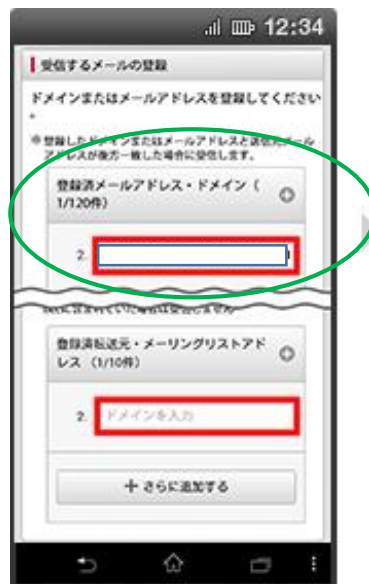 12:34
受信するメールの登録
ドメインまたはメールアドレスを登録してください
。
※登録したドメインまたはメールアドレスと送信元メール
アドレスが後方一致した場合に受信します。
登録済メールアドレス・ドメイン (
1/120件)
2.
登録済転送元・メーリングリストアド
レス (1/10件)
2. ドメインを入力
+ さらに追加する